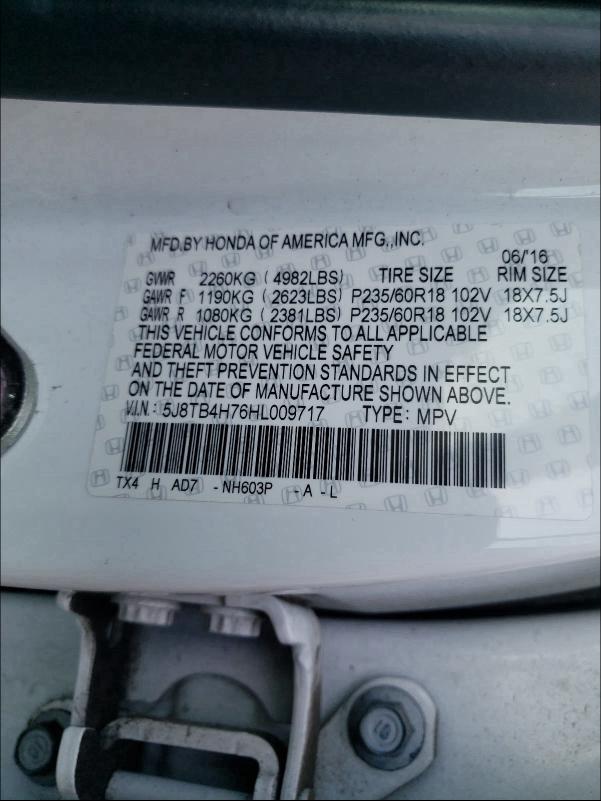 MFD.BY HONDA OF AMERICA MFG.,INC.
06/'16
GVWR 2260KG ( 4982LBS) TIRE SIZE RIM SIZE
GAWR F 1190KG ( 2623LBS) P235/60R18 102V 18X7.5J
GAWR R 1080KG ( 2381LBS) P235/60R18 102V 18X7.5J
THIS VEHICLE CONFORMS TO ALL APPLICABLE
FEDERAL MOTOR VEHICLE SAFETY
AND THEFT PREVENTION STANDARDS IN EFFECT
ON THE DATE OF MANUFACTURE SHOWN ABOVE.
V.I.N.: 5J8TB4H76HL009717 TYPE: MPV
TX4 H AD7 - NH603P - A - L